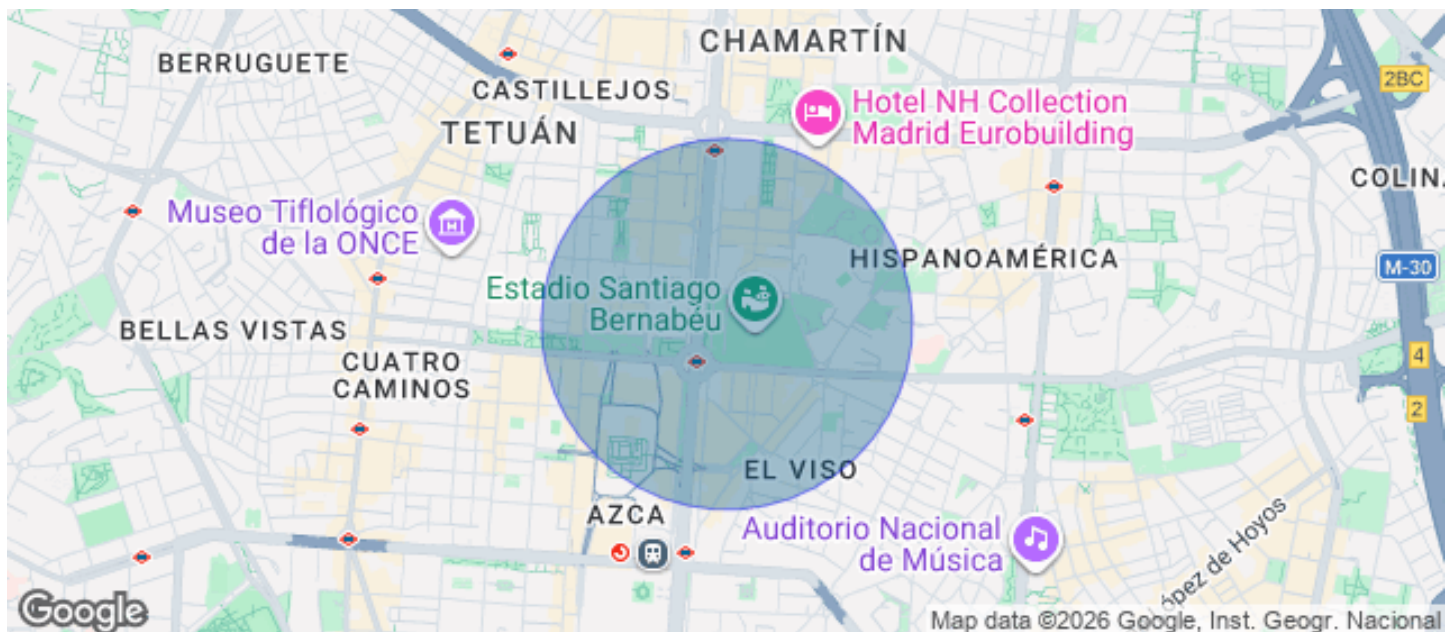 CHAMARTÍN
BERRUGUETE
2BC
CASTILLEJOS
Hotel NH Collection
Madrid Eurobuilding
TETUÁN
COLIN
Museo Tiflológico
de la ONCE
HISPANOAMÉRICA
M-30
Estadio Santiago
Bernabéu
BELLAS VISTAS
CUATRO
CAMINOS
4
2
EL VISO
AZCA
Auditorio Nacional
de Música
ópez de Hoyos
Google
Map data ©2026 Google, Inst. Geogr. Nacional